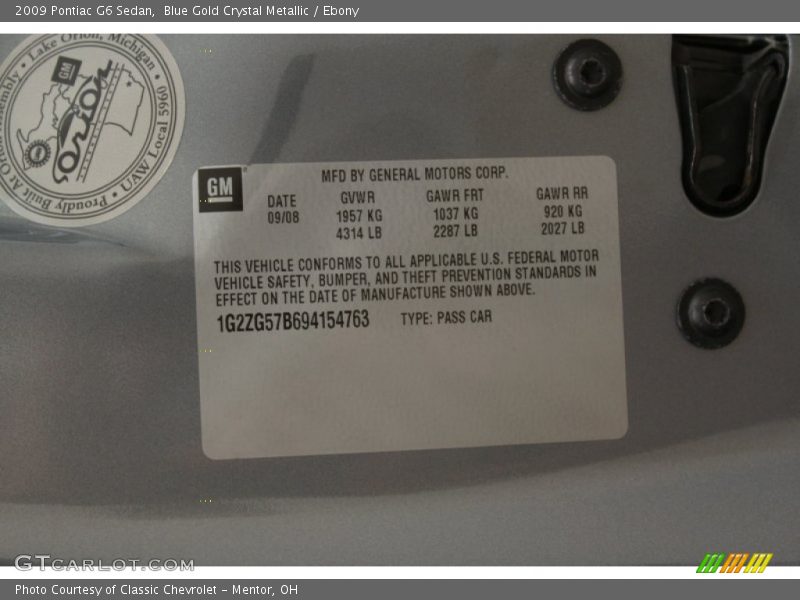 2009 Pontiac G6 Sedan,  Blue Gold Crystal Metallic / Ebony
Assembly • Lake Orion, Michigan •
GM
orion
Proudly Built At Orion
• UAW Local 5960 •
GM
MFD BY GENERAL MOTORS CORP.
DATE GVWR GAWR FRT GAWR RR
09/08 1957 KG 1037 KG 920 KG
4314 LB 2287 LB 2027 LB
THIS VEHICLE CONFORMS TO ALL APPLICABLE U.S. FEDERAL MOTOR
VEHICLE SAFETY, BUMPER, AND THEFT PREVENTION STANDARDS IN
EFFECT ON THE DATE OF MANUFACTURE SHOWN ABOVE.
1G2ZG57B694154763 TYPE: PASS CAR
GTCARLOT.COM
Photo Courtesy of Classic Chevrolet - Mentor, OH